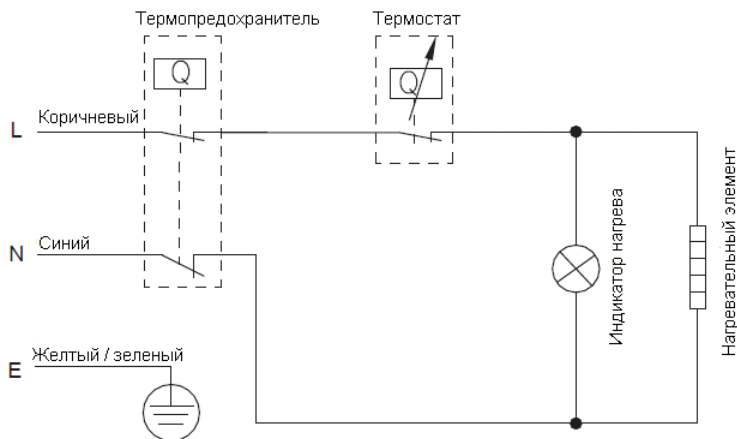 Термопредохранитель
Термостат
Q
Q
L
Коричневый
N
Синий
Индикатор нагрева
Нагревательный элемент
E
Желтый / зеленый